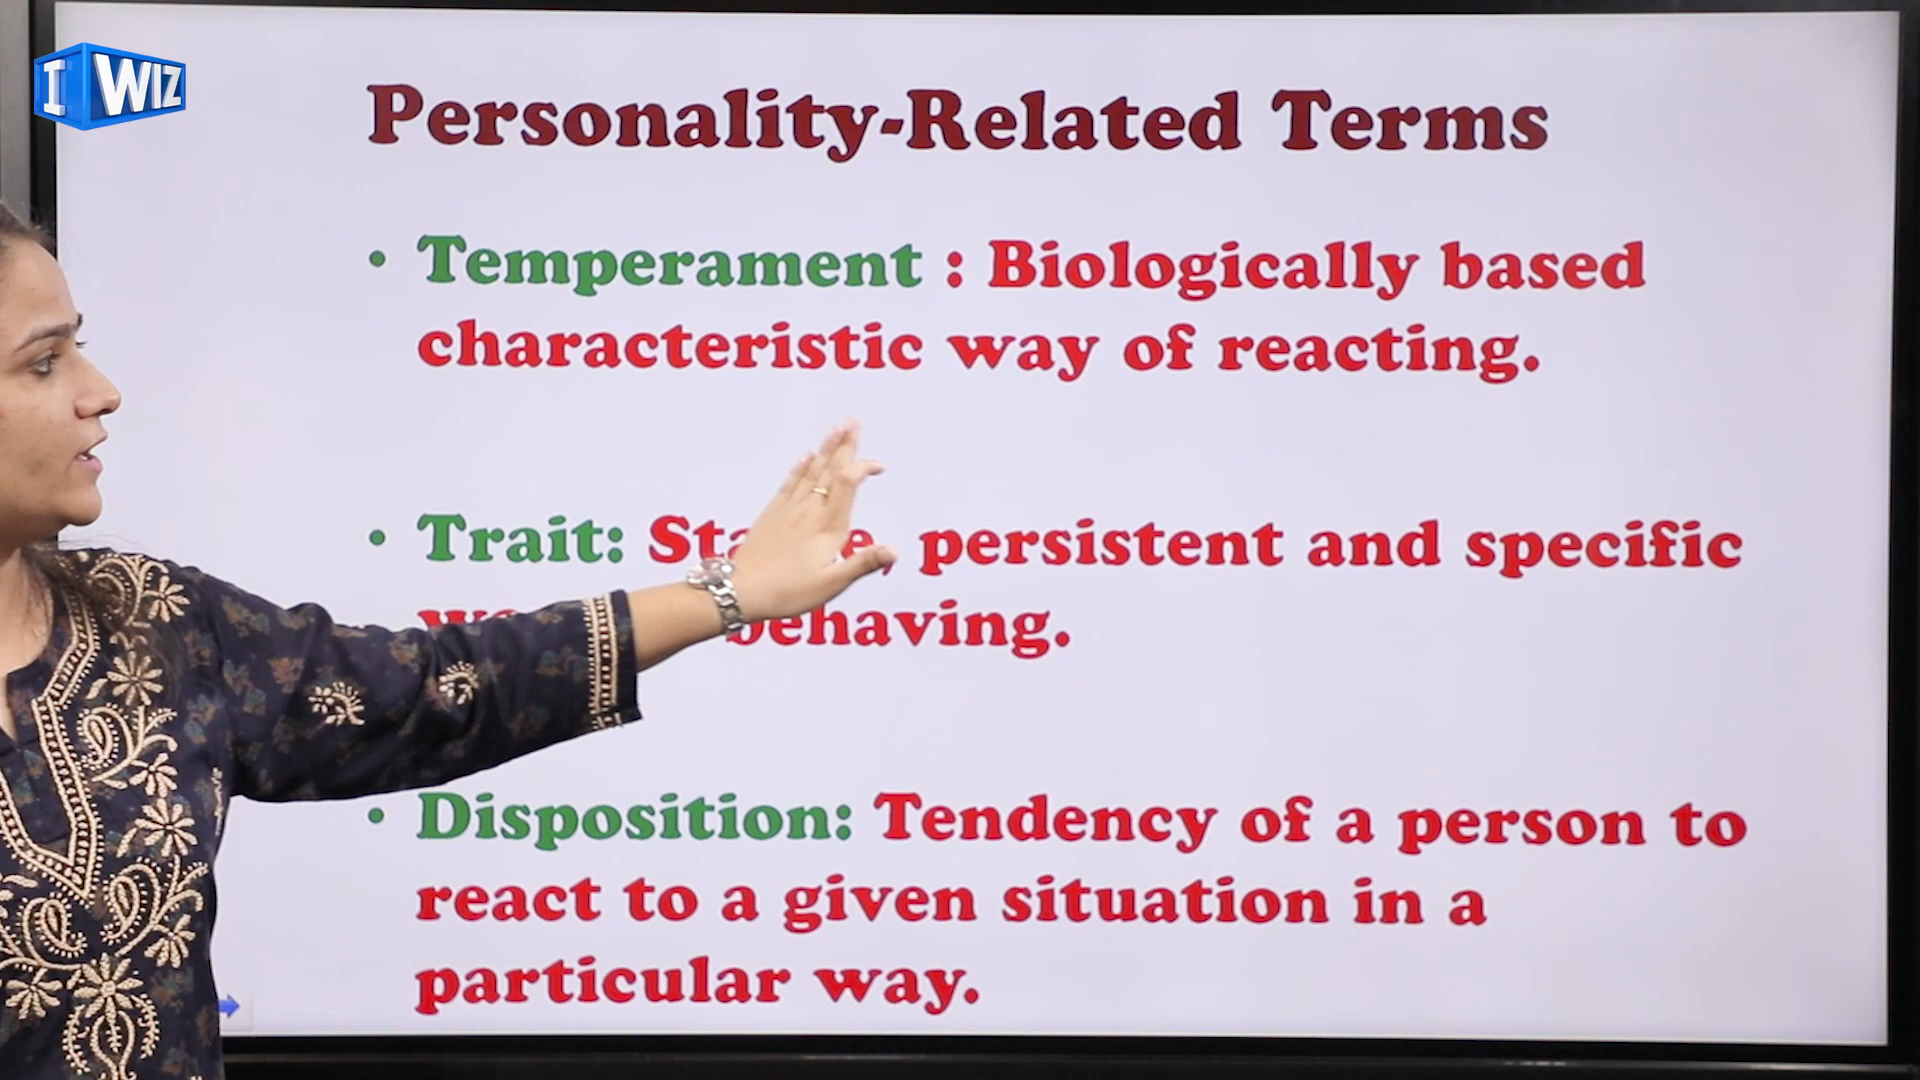 I WIZ
Personality-Related Terms
• Temperament : Biologically based
characteristic way of reacting.
• Trait: persistent and specific
behaving.
• Disposition: Tendency of a person to
react to a given situation in a
particular way.